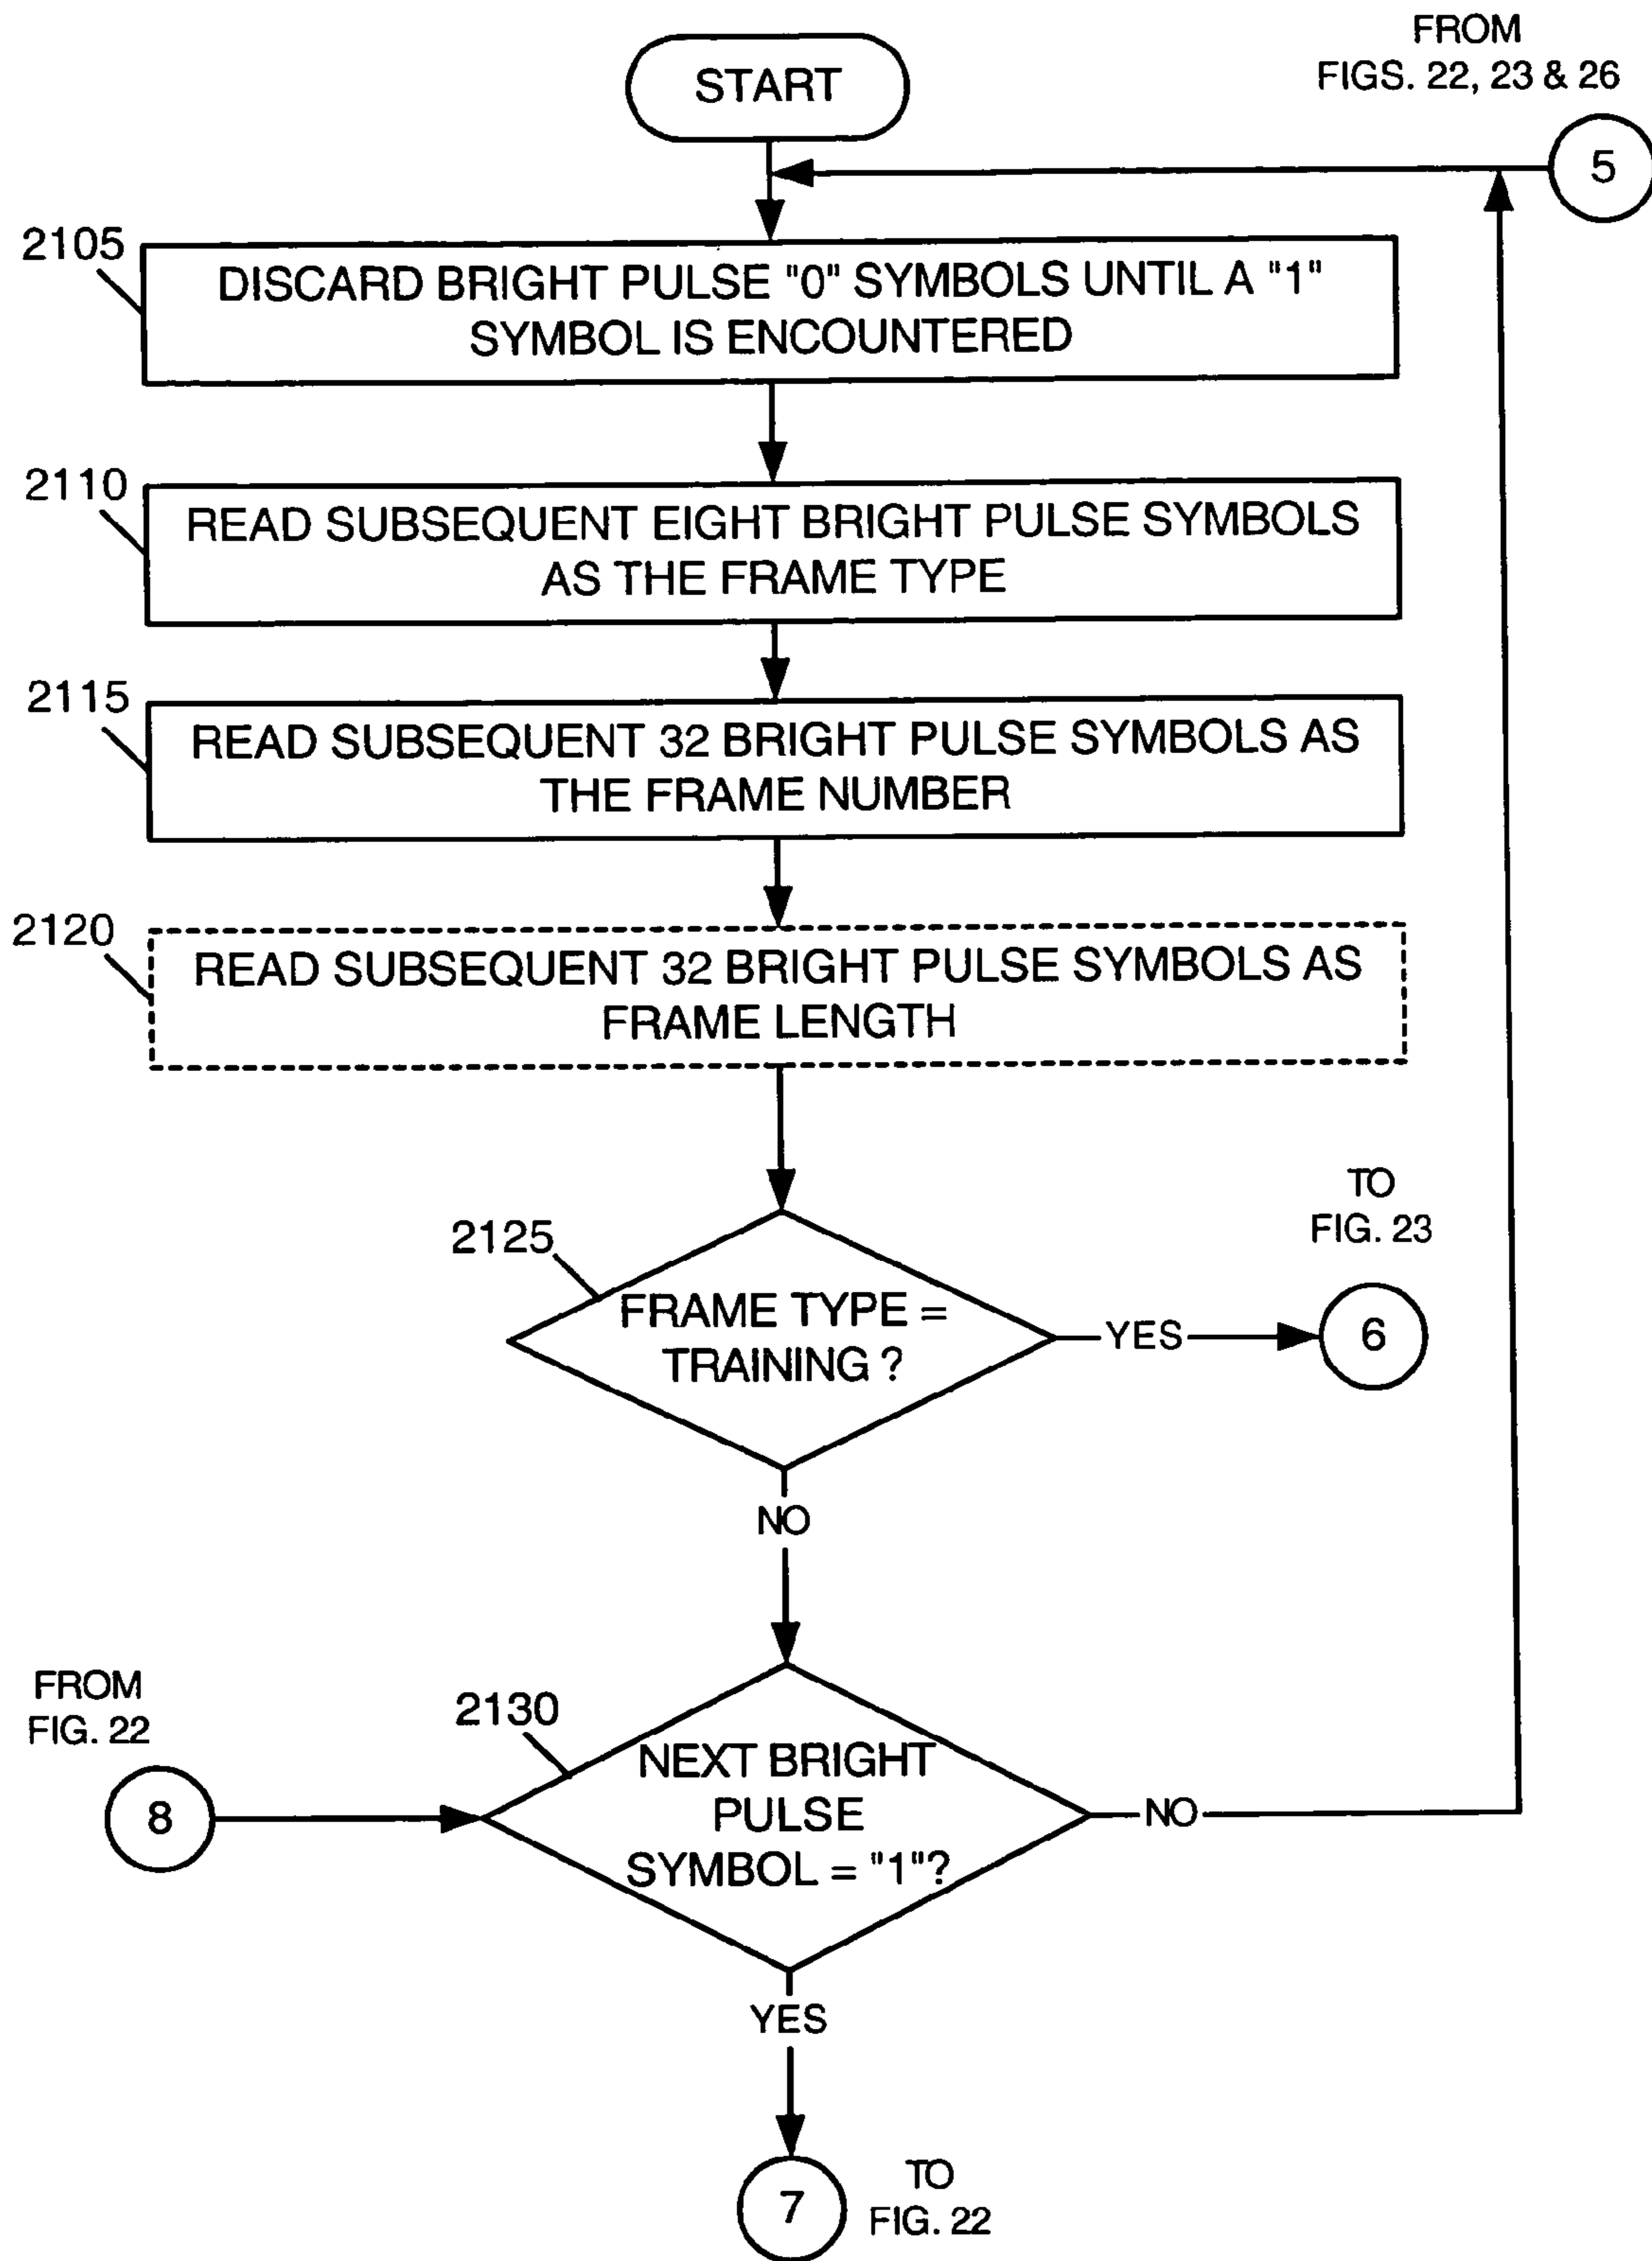 FROM
FIGS. 22, 23 & 26
START
5
2105
DISCARD BRIGHT PULSE "0" SYMBOLS UNTIL A "1"
SYMBOL IS ENCOUNTERED
2110
READ SUBSEQUENT EIGHT BRIGHT PULSE SYMBOLS
AS THE FRAME TYPE
2115
READ SUBSEQUENT 32 BRIGHT PULSE SYMBOLS AS
THE FRAME NUMBER
2120
READ SUBSEQUENT 32 BRIGHT PULSE SYMBOLS AS
FRAME LENGTH
2125
FRAME TYPE =
TRAINING ?
YES
TO
FIG. 23
6
NO
FROM
FIG. 22
8
2130
NEXT BRIGHT
PULSE
SYMBOL = "1"?
NO
YES
7
TO
FIG. 22